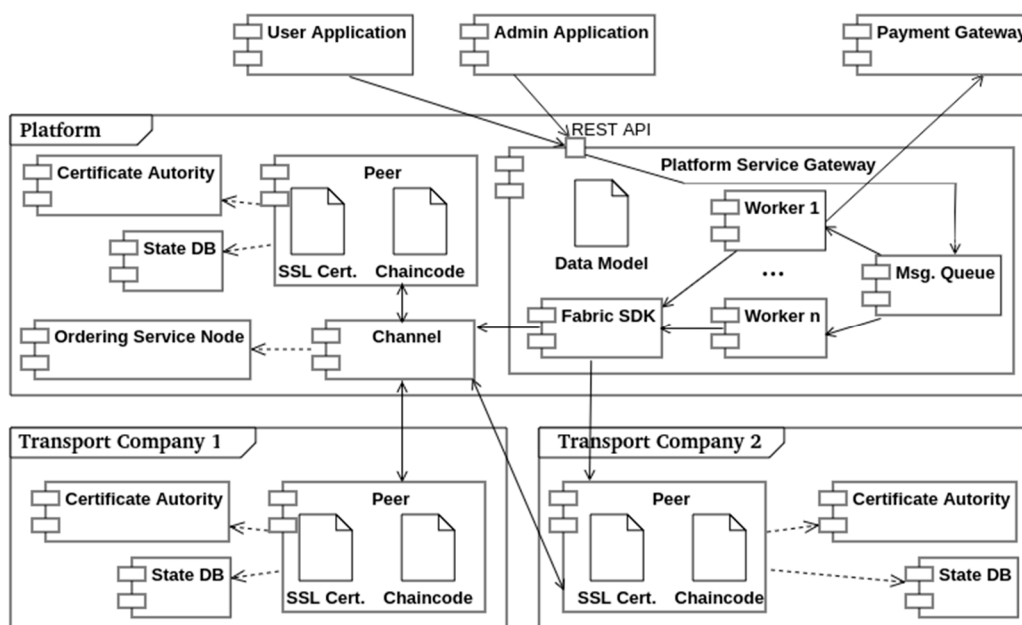 User Application
Admin Application
Payment Gateway
Platform
REST API
Certificate Autority
Peer
Platform Service Gateway
State DB
SSL Cert.
Chaincode
Data Model
Worker 1
...
Msg. Queue
Ordering Service Node
Channel
Fabric SDK
Worker n
Transport Company 1
Transport Company 2
Certificate Autority
Peer
State DB
SSL Cert.
Chaincode
Peer
Certificate Autority
SSL Cert.
Chaincode
State DB